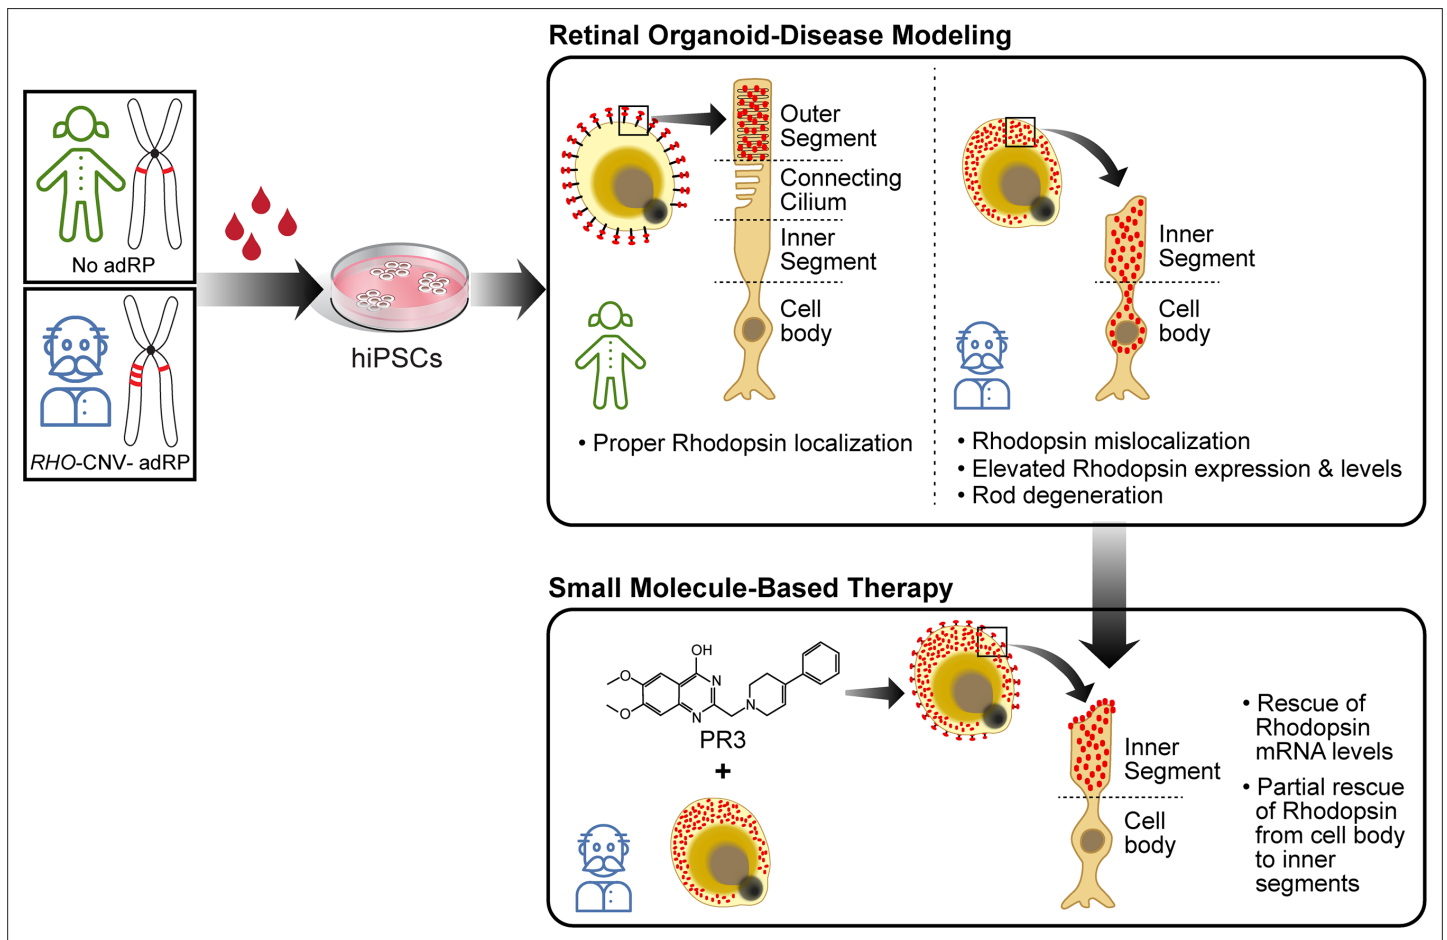 Retinal Organoid-Disease Modeling
No adRP
RHO-CNV- adRP
hiPSCs
Outer
Segment
Connecting
Cilium
Inner
Segment
Cell
body
• Proper Rhodopsin localization
Inner
Segment
Cell
body
• Rhodopsin mislocalization
• Elevated Rhodopsin expression & levels
• Rod degeneration
Small Molecule-Based Therapy
OH
O
N
O
N
N
PR3
+
Inner
Segment
Cell
body
• Rescue of
Rhodopsin
mRNA levels
• Partial rescue
of Rhodopsin
from cell body
to inner
segments